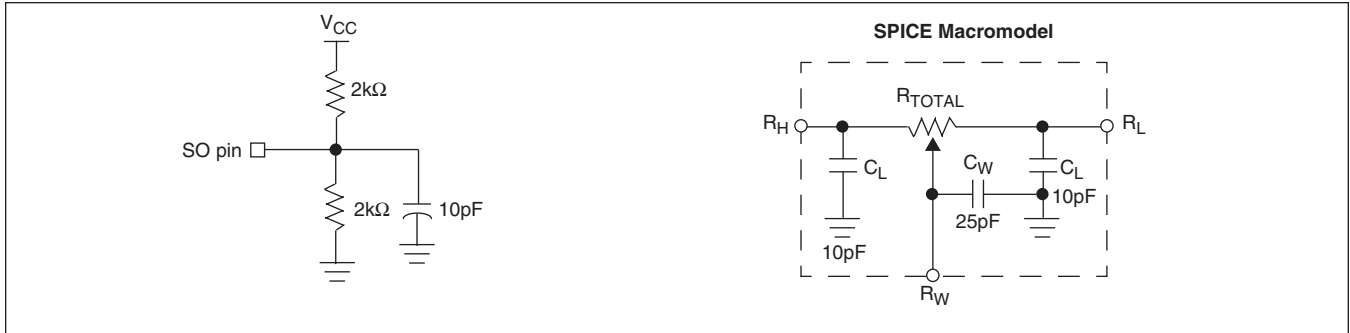 V_CC
2kΩ
SO pin
2kΩ
10pF
SPICE Macromodel
R_TOTAL
R_H
R_L
C_L
C_W
C_L
10pF
25pF
10pF
R_W